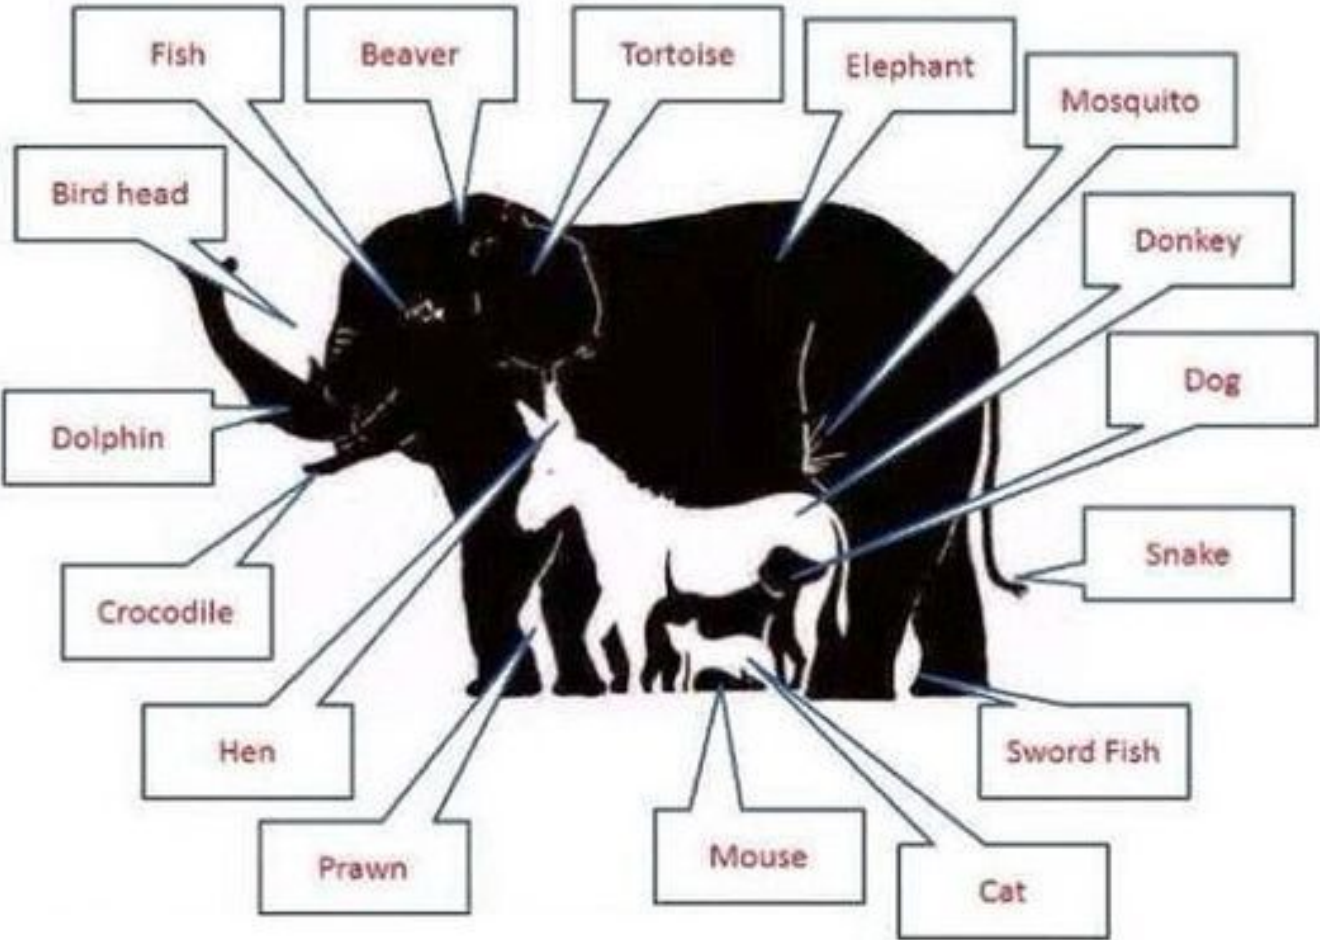 Fish
Beaver
Tortoise
Elephant
Mosquito
Bird head
Donkey
Dog
Dolphin
Snake
Crocodile
Hen
Sword Fish
Prawn
Mouse
Cat